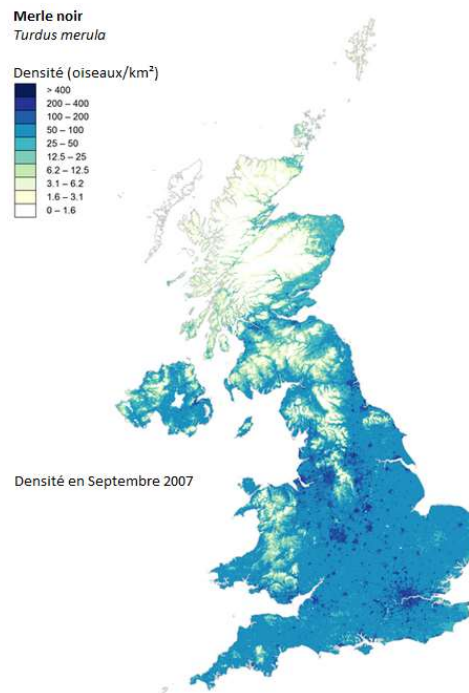 Merle noir
Turdus merula
Densité (oiseaux/km²)
> 400
200 – 400
100 – 200
50 – 100
25 – 50
12.5 – 25
6.2 – 12.5
3.1 – 6.2
1.6 – 3.1
0 – 1.6
Densité en Septembre 2007